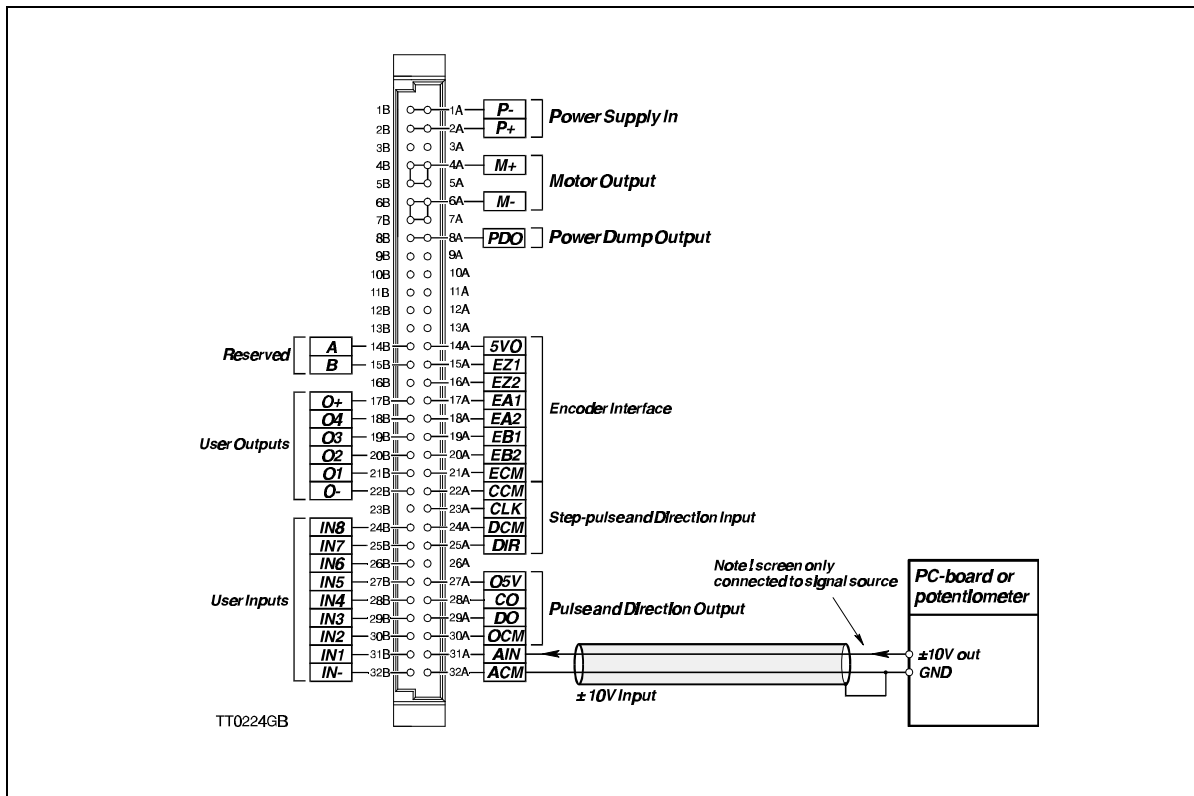 1B 1A P- Power Supply In
2B 2A P+
3B 3A
4B 4A M+ Motor Output
5B 5A
6B 6A M-
7B 7A
8B 8A PDO Power Dump Output
9B 9A
10B 10A
11B 11A
12B 12A
13B 13A
Reserved A 14B 14A 5VO
B 15B 15A EZ1
16B 16A EZ2
User Outputs O+ 17B 17A EA1 Encoder Interface
O4 18B 18A EA2
O3 19B 19A EB1
O2 20B 20A EB2
O1 21B 21A ECM
O- 22B 22A CCM Step-pulse and Direction Input
23B 23A CLK
User Inputs IN8 24B 24A DCM
IN7 25B 25A DIR
IN6 26B 26A
IN5 27B 27A O5V Pulse and Direction Output
IN4 28B 28A CO
IN3 29B 29A DO
IN2 30B 30A OCM
IN1 31B 31A AIN
IN- 32B 32A ACM
± 10V Input
Note! screen only
connected to signal source
PC-board or
potentiometer
±10V out
GND
TT0224GB